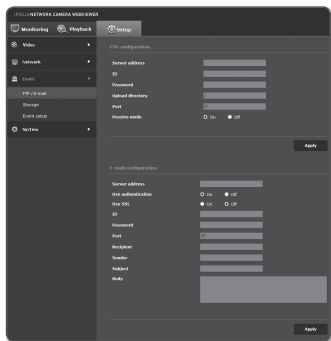 iPOLiS NETWORK CAMERA WEBVIEWER
Monitoring
Playback
Setup
Video
Network
Event
FTP / E-mail
Storage
Event setup
System
FTP configuration
Server address
ID
Password
Upload directory
Port
Passive mode
On
Off
Apply
E-mail configuration
Server address
Use authentication
On
Off
Use SSL
On
Off
ID
Password
Port
Recipient
Sender
Subject
Body
Apply